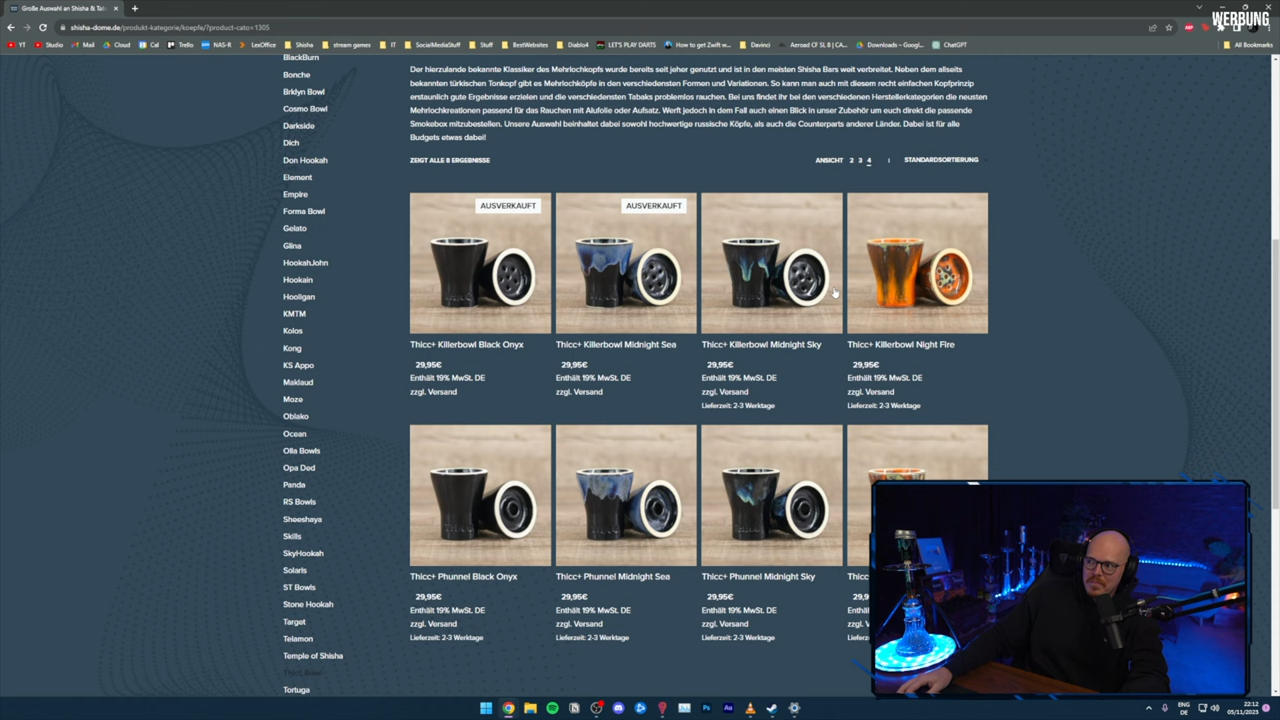 Große Auswahl an Shisha & Tab
WERBUNG
shisha-dome.de/produkt-kategorie/koepfe/?product-cato=1305
YT
Studio
Mail
Cloud
Cal
Trello
NAS-R
LexOffice
Shisha
stream games
IT
SocialMediaStuff
Stuff
BestWebsites
Diablo4
LET'S PLAY DARTS
How to get Zwift w...
Davinci
Aeroad CF SL 8 | CA...
Downloads – Googl...
ChatGPT
All Bookmarks
BlackBurn
Bonche
Brklyn Bowl
Cosmo Bowl
Darkside
Dich
Don Hookah
Element
Empire
Forma Bowl
Gelato
Glina
HookahJohn
Hookain
Hooligan
KMTM
Kolos
Kong
KS Appo
Maklaud
Moze
Oblako
Ocean
Olla Bowls
Opa Ded
Panda
RS Bowls
Sheeshaya
Skills
SkyHookah
Solaris
ST Bowls
Stone Hookah
Target
Telamon
Temple of Shisha
Thicc Bowl
Tortuga
Der hierzulande bekannte Klassiker des Mehrlochkopfs wurde bereits seit jeher genutzt und ist in den meisten Shisha Bars weit verbreitet. Neben dem allseits
bekannten türkischen Tonkopf gibt es Mehrlochköpfe in den verschiedensten Formen und Variationen. So kann man auch mit diesem recht einfachen Kopfprinzip
erstaunlich gute Ergebnisse erzielen und die verschiedensten Tabaks problemlos rauchen. Bei uns findet ihr bei den verschiedenen Herstellerkategorien die neusten
Mehrlochkreationen passend für das Rauchen mit Alufolie oder Aufsatz. Werft jedoch in dem Fall auch einen Blick in unser Zubehör um euch direkt die passende
Smokebox mitzubestellen. Unsere Auswahl beinhaltet dabei sowohl hochwertige russische Köpfe, als auch die Counterparts anderer Länder. Dabei ist für alle
Budgets etwas dabei!
ZEIGT ALLE 8 ERGEBNISSE
ANSICHT 2 3 4
STANDARDSORTIERUNG
AUSVERKAUFT
AUSVERKAUFT
Thicc+ Killerbowl Black Onyx
29,95€
Enthält 19% MwSt. DE
zzgl. Versand
Thicc+ Killerbowl Midnight Sea
29,95€
Enthält 19% MwSt. DE
zzgl. Versand
Thicc+ Killerbowl Midnight Sky
29,95€
Enthält 19% MwSt. DE
zzgl. Versand
Lieferzeit: 2-3 Werktage
Thicc+ Killerbowl Night Fire
29,95€
Enthält 19% MwSt. DE
zzgl. Versand
Lieferzeit: 2-3 Werktage
Thicc+ Phunnel Black Onyx
29,95€
Enthält 19% MwSt. DE
zzgl. Versand
Lieferzeit: 2-3 Werktage
Thicc+ Phunnel Midnight Sea
29,95€
Enthält 19% MwSt. DE
zzgl. Versand
Lieferzeit: 2-3 Werktage
Thicc+ Phunnel Midnight Sky
29,95€
Enthält 19% MwSt. DE
zzgl. Versand
Lieferzeit: 2-3 Werktage
ENG
DE
22:12
05/11/2023